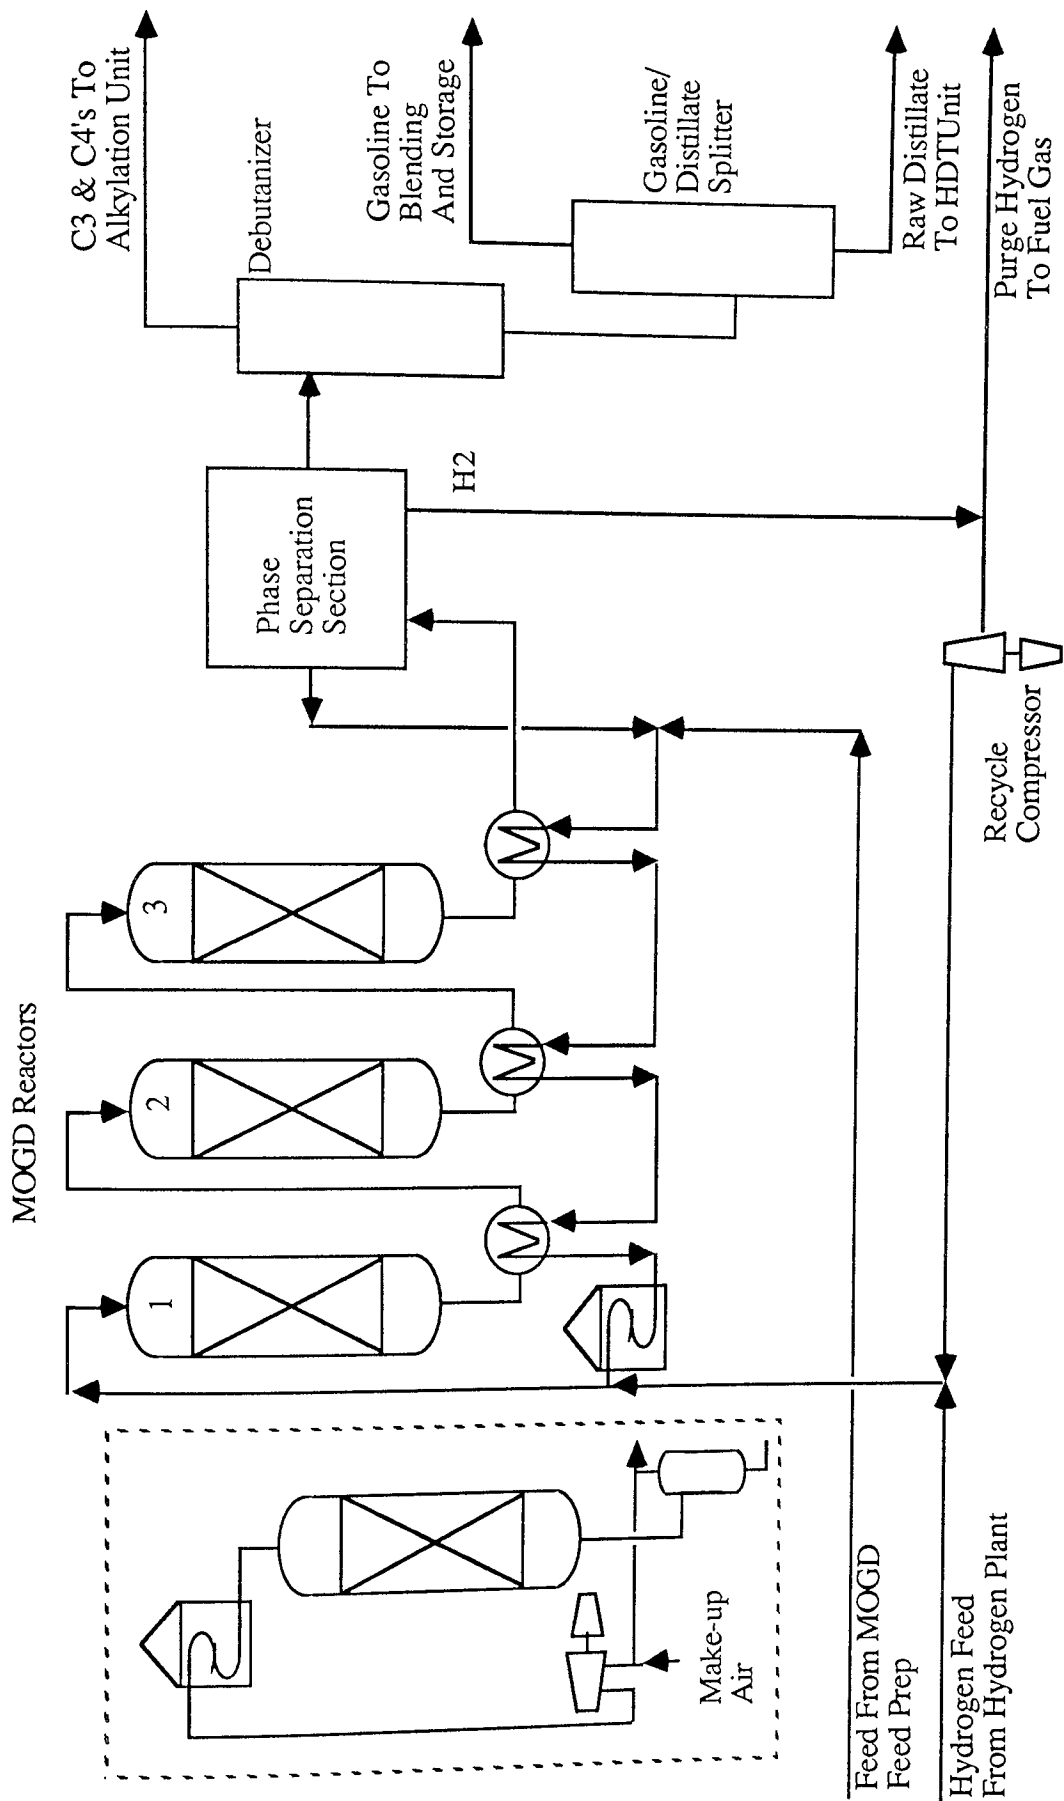 MOGD Reactors
1
2
3
Phase
Separation
Section
H2
C3 & C4's To
Alkylation Unit
Debutanizer
Gasoline To
Blending
And Storage
Gasoline/
Distillate
Splitter
Raw Distillate
To HDTUnit
Purge Hydrogen
To Fuel Gas
Recycle
Compressor
Make-up
Air
Feed From MOGD
Feed Prep
Hydrogen Feed
From Hydrogen Plant